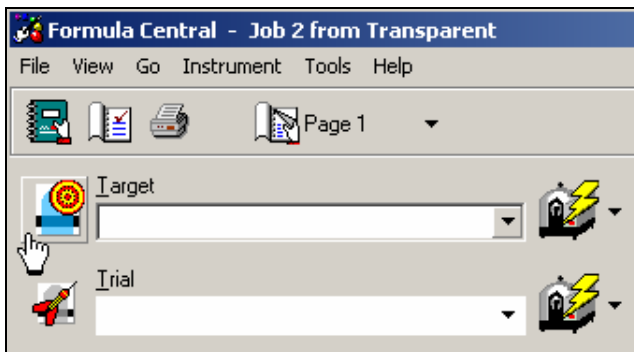 Formula Central - Job 2 from Transparent
File View Go Instrument Tools Help
Page 1
Target
Trial